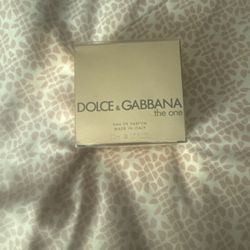 DOLCE & GABBANA
the one
EAU DE PARFUM
MADE IN ITALY